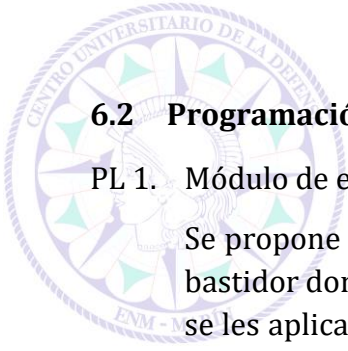 CENTRO UNIVERSITARIO DE LA DEFENSA
6.2 Programació
PL 1. Módulo de e
Se propone
bastidor don
se les aplica
ENM - M